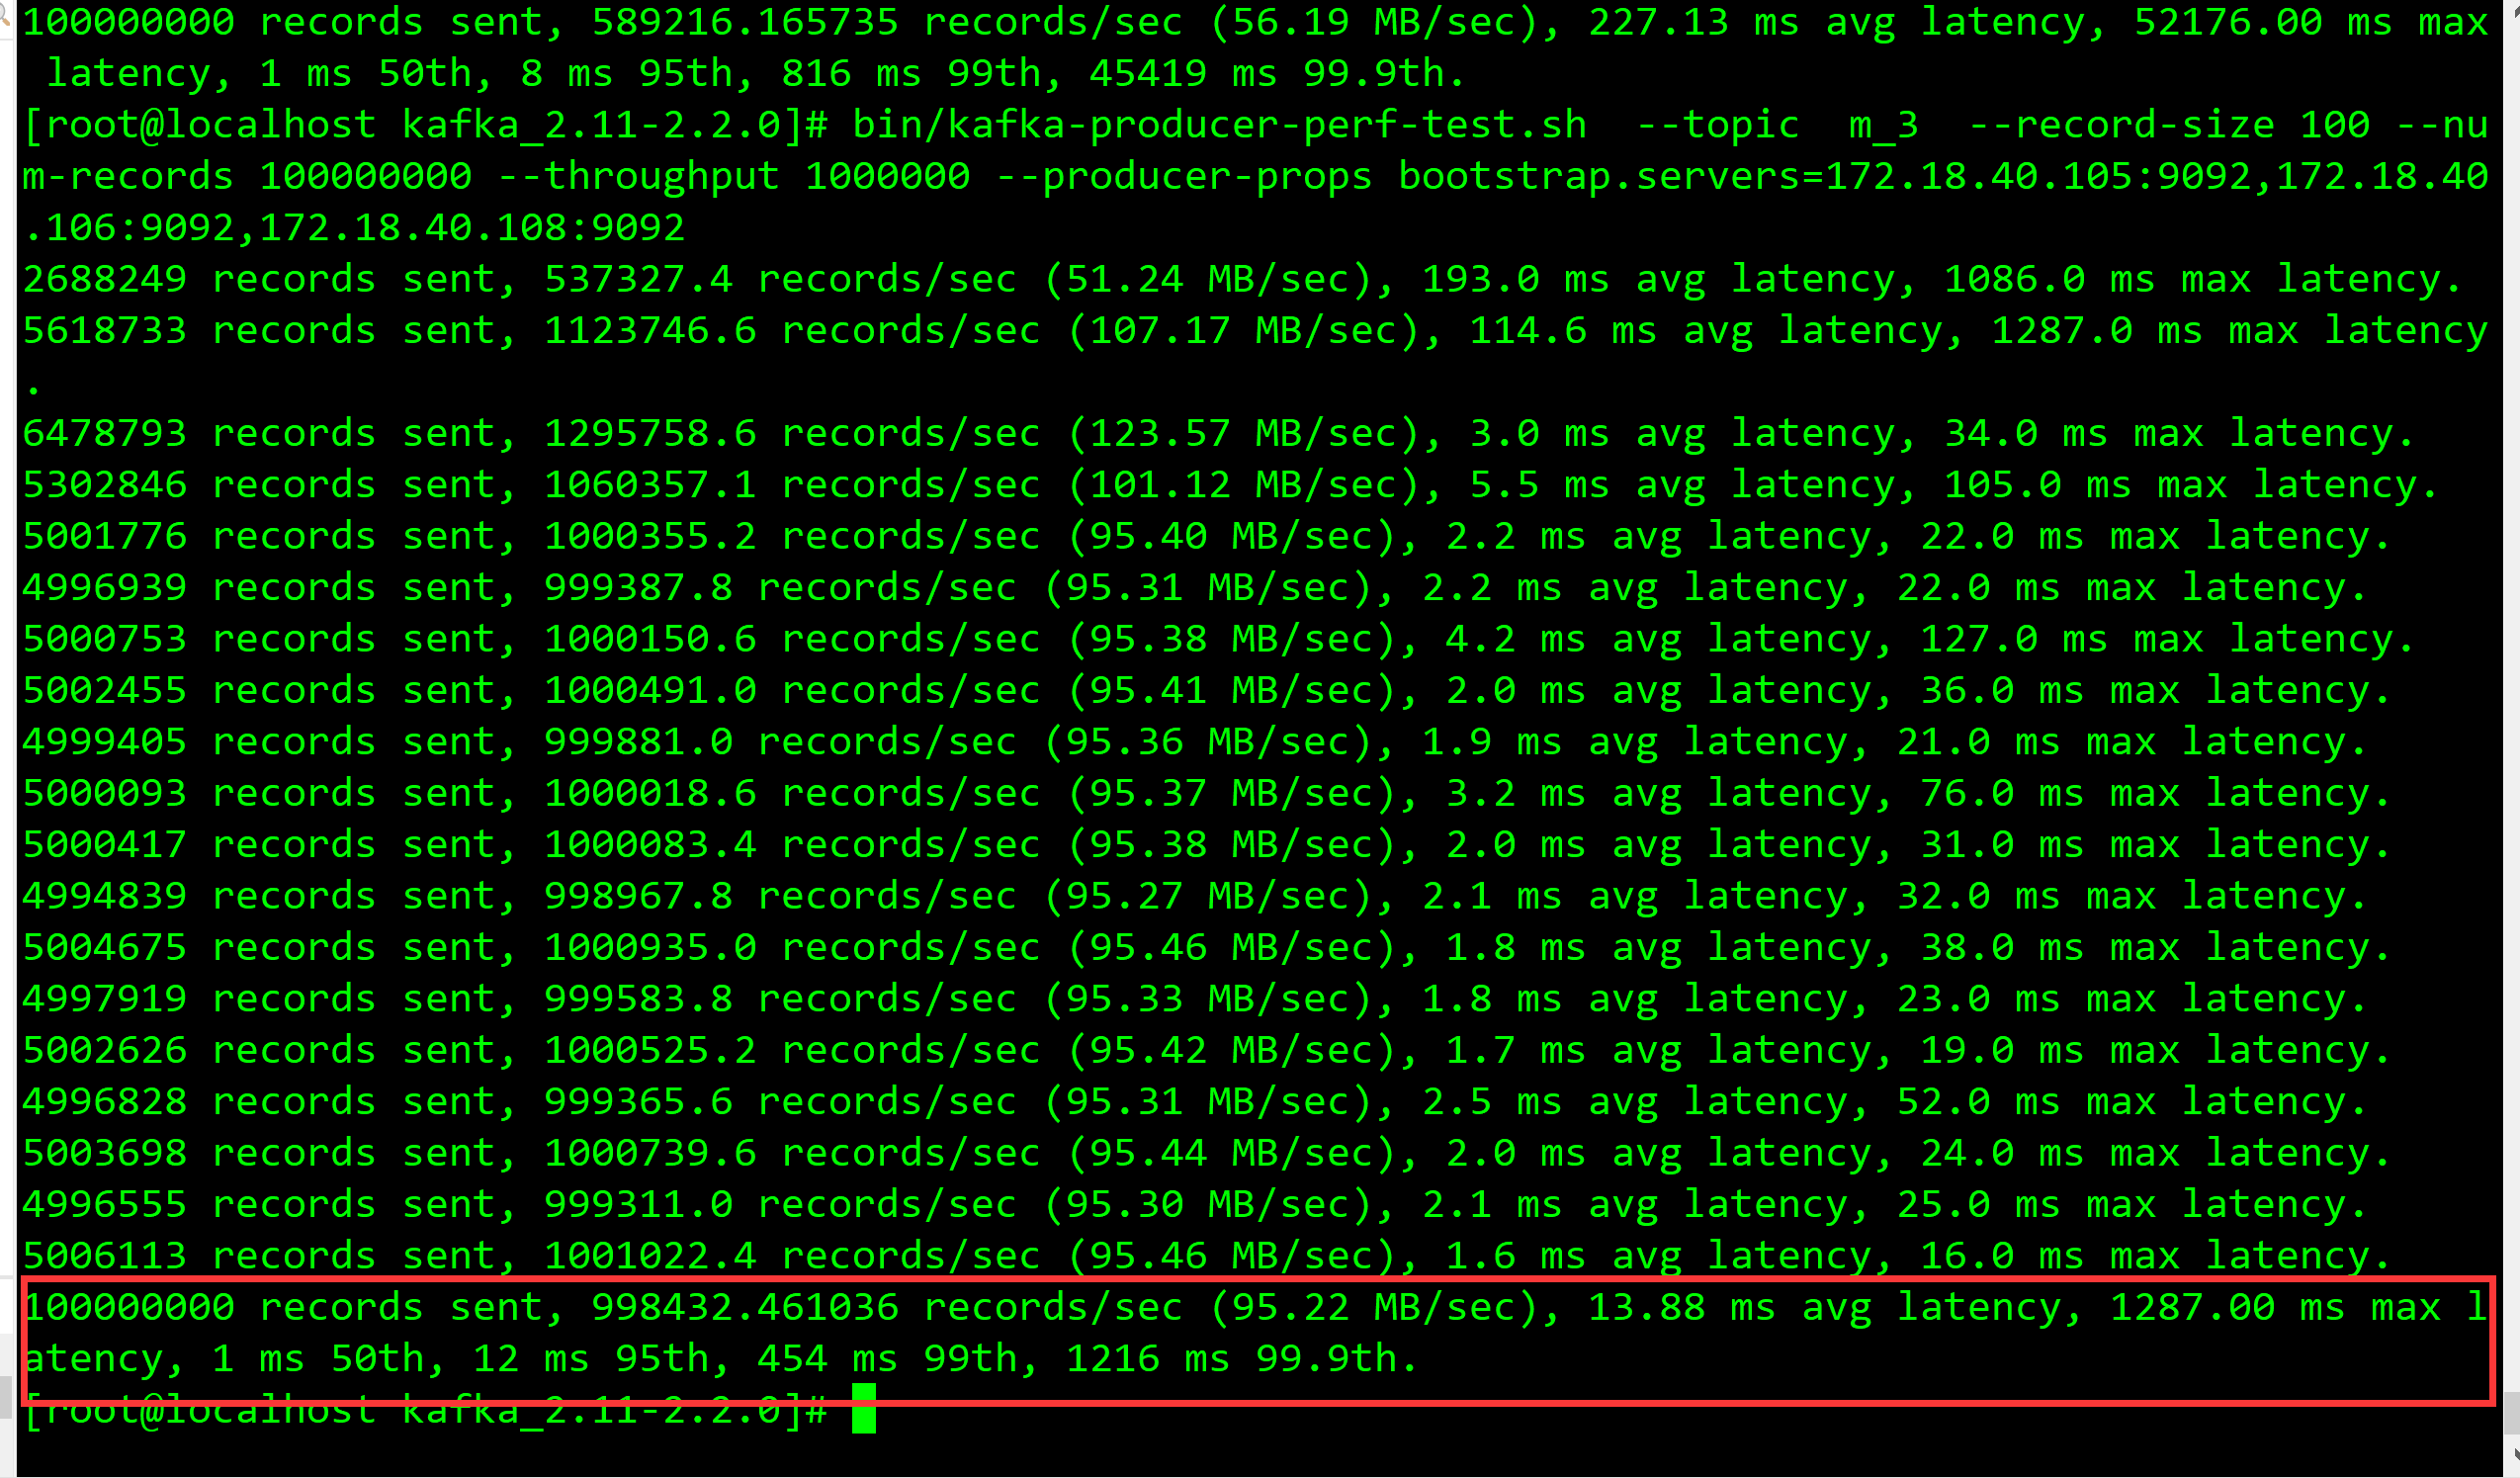 100000000 records sent, 589216.165735 records/sec (56.19 MB/sec), 227.13 ms avg latency, 52176.00 ms max
 latency, 1 ms 50th, 8 ms 95th, 816 ms 99th, 45419 ms 99.9th.
[root@localhost kafka_2.11-2.2.0]# bin/kafka-producer-perf-test.sh  --topic  m_3  --record-size 100 --nu
m-records 100000000 --throughput 1000000 --producer-props bootstrap.servers=172.18.40.105:9092,172.18.40
.106:9092,172.18.40.108:9092
2688249 records sent, 537327.4 records/sec (51.24 MB/sec), 193.0 ms avg latency, 1086.0 ms max latency.
5618733 records sent, 1123746.6 records/sec (107.17 MB/sec), 114.6 ms avg latency, 1287.0 ms max latency
.
6478793 records sent, 1295758.6 records/sec (123.57 MB/sec), 3.0 ms avg latency, 34.0 ms max latency.
5302846 records sent, 1060357.1 records/sec (101.12 MB/sec), 5.5 ms avg latency, 105.0 ms max latency.
5001776 records sent, 1000355.2 records/sec (95.40 MB/sec), 2.2 ms avg latency, 22.0 ms max latency.
4996939 records sent, 999387.8 records/sec (95.31 MB/sec), 2.2 ms avg latency, 22.0 ms max latency.
5000753 records sent, 1000150.6 records/sec (95.38 MB/sec), 4.2 ms avg latency, 127.0 ms max latency.
5002455 records sent, 1000491.0 records/sec (95.41 MB/sec), 2.0 ms avg latency, 36.0 ms max latency.
4999405 records sent, 999881.0 records/sec (95.36 MB/sec), 1.9 ms avg latency, 21.0 ms max latency.
5000093 records sent, 1000018.6 records/sec (95.37 MB/sec), 3.2 ms avg latency, 76.0 ms max latency.
5000417 records sent, 1000083.4 records/sec (95.38 MB/sec), 2.0 ms avg latency, 31.0 ms max latency.
4994839 records sent, 998967.8 records/sec (95.27 MB/sec), 2.1 ms avg latency, 32.0 ms max latency.
5004675 records sent, 1000935.0 records/sec (95.46 MB/sec), 1.8 ms avg latency, 38.0 ms max latency.
4997919 records sent, 999583.8 records/sec (95.33 MB/sec), 1.8 ms avg latency, 23.0 ms max latency.
5002626 records sent, 1000525.2 records/sec (95.42 MB/sec), 1.7 ms avg latency, 19.0 ms max latency.
4996828 records sent, 999365.6 records/sec (95.31 MB/sec), 2.5 ms avg latency, 52.0 ms max latency.
5003698 records sent, 1000739.6 records/sec (95.44 MB/sec), 2.0 ms avg latency, 24.0 ms max latency.
4996555 records sent, 999311.0 records/sec (95.30 MB/sec), 2.1 ms avg latency, 25.0 ms max latency.
5006113 records sent, 1001022.4 records/sec (95.46 MB/sec), 1.6 ms avg latency, 16.0 ms max latency.
100000000 records sent, 998432.461036 records/sec (95.22 MB/sec), 13.88 ms avg latency, 1287.00 ms max l
atency, 1 ms 50th, 12 ms 95th, 454 ms 99th, 1216 ms 99.9th.
[root@localhost kafka_2.11-2.2.0]#